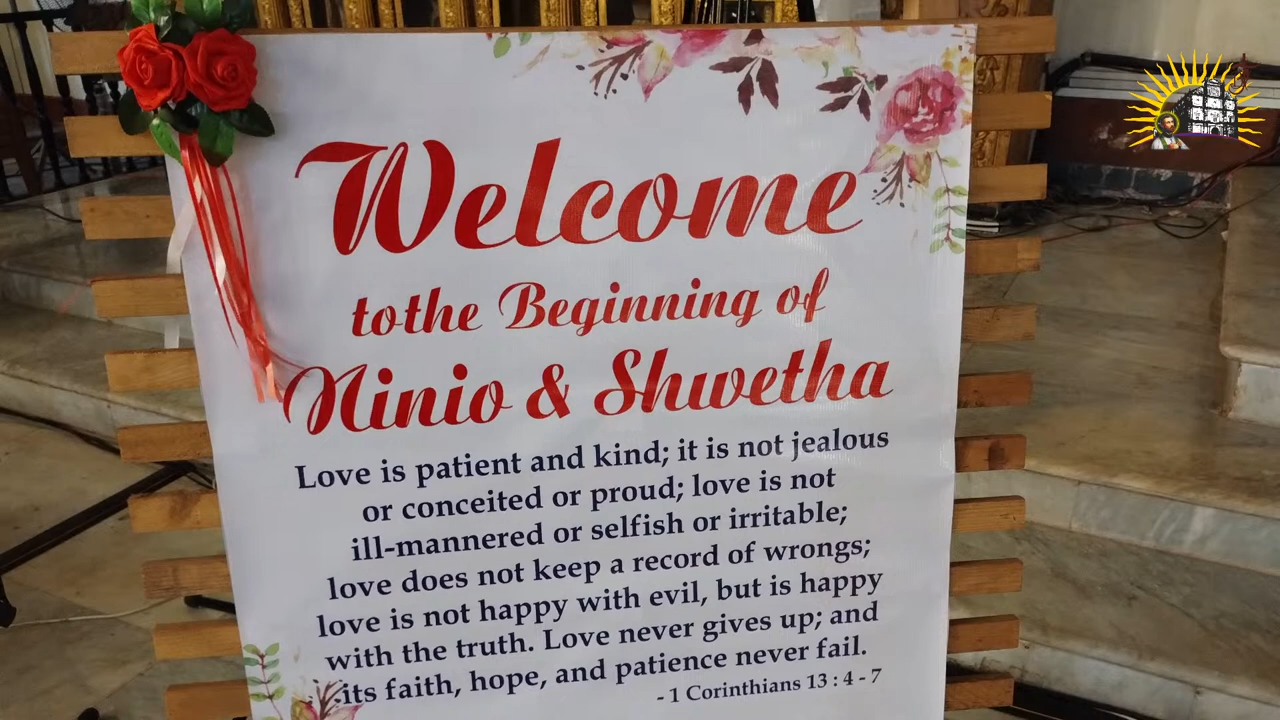 Welcome
tothe Beginning of
Ninio & Shwetha
Love is patient and kind; it is not jealous
or conceited or proud; love is not
ill-mannered or selfish or irritable;
love does not keep a record of wrongs;
love is not happy with evil, but is happy
with the truth. Love never gives up; and
its faith, hope, and patience never fail.
- 1 Corinthians 13 : 4 - 7